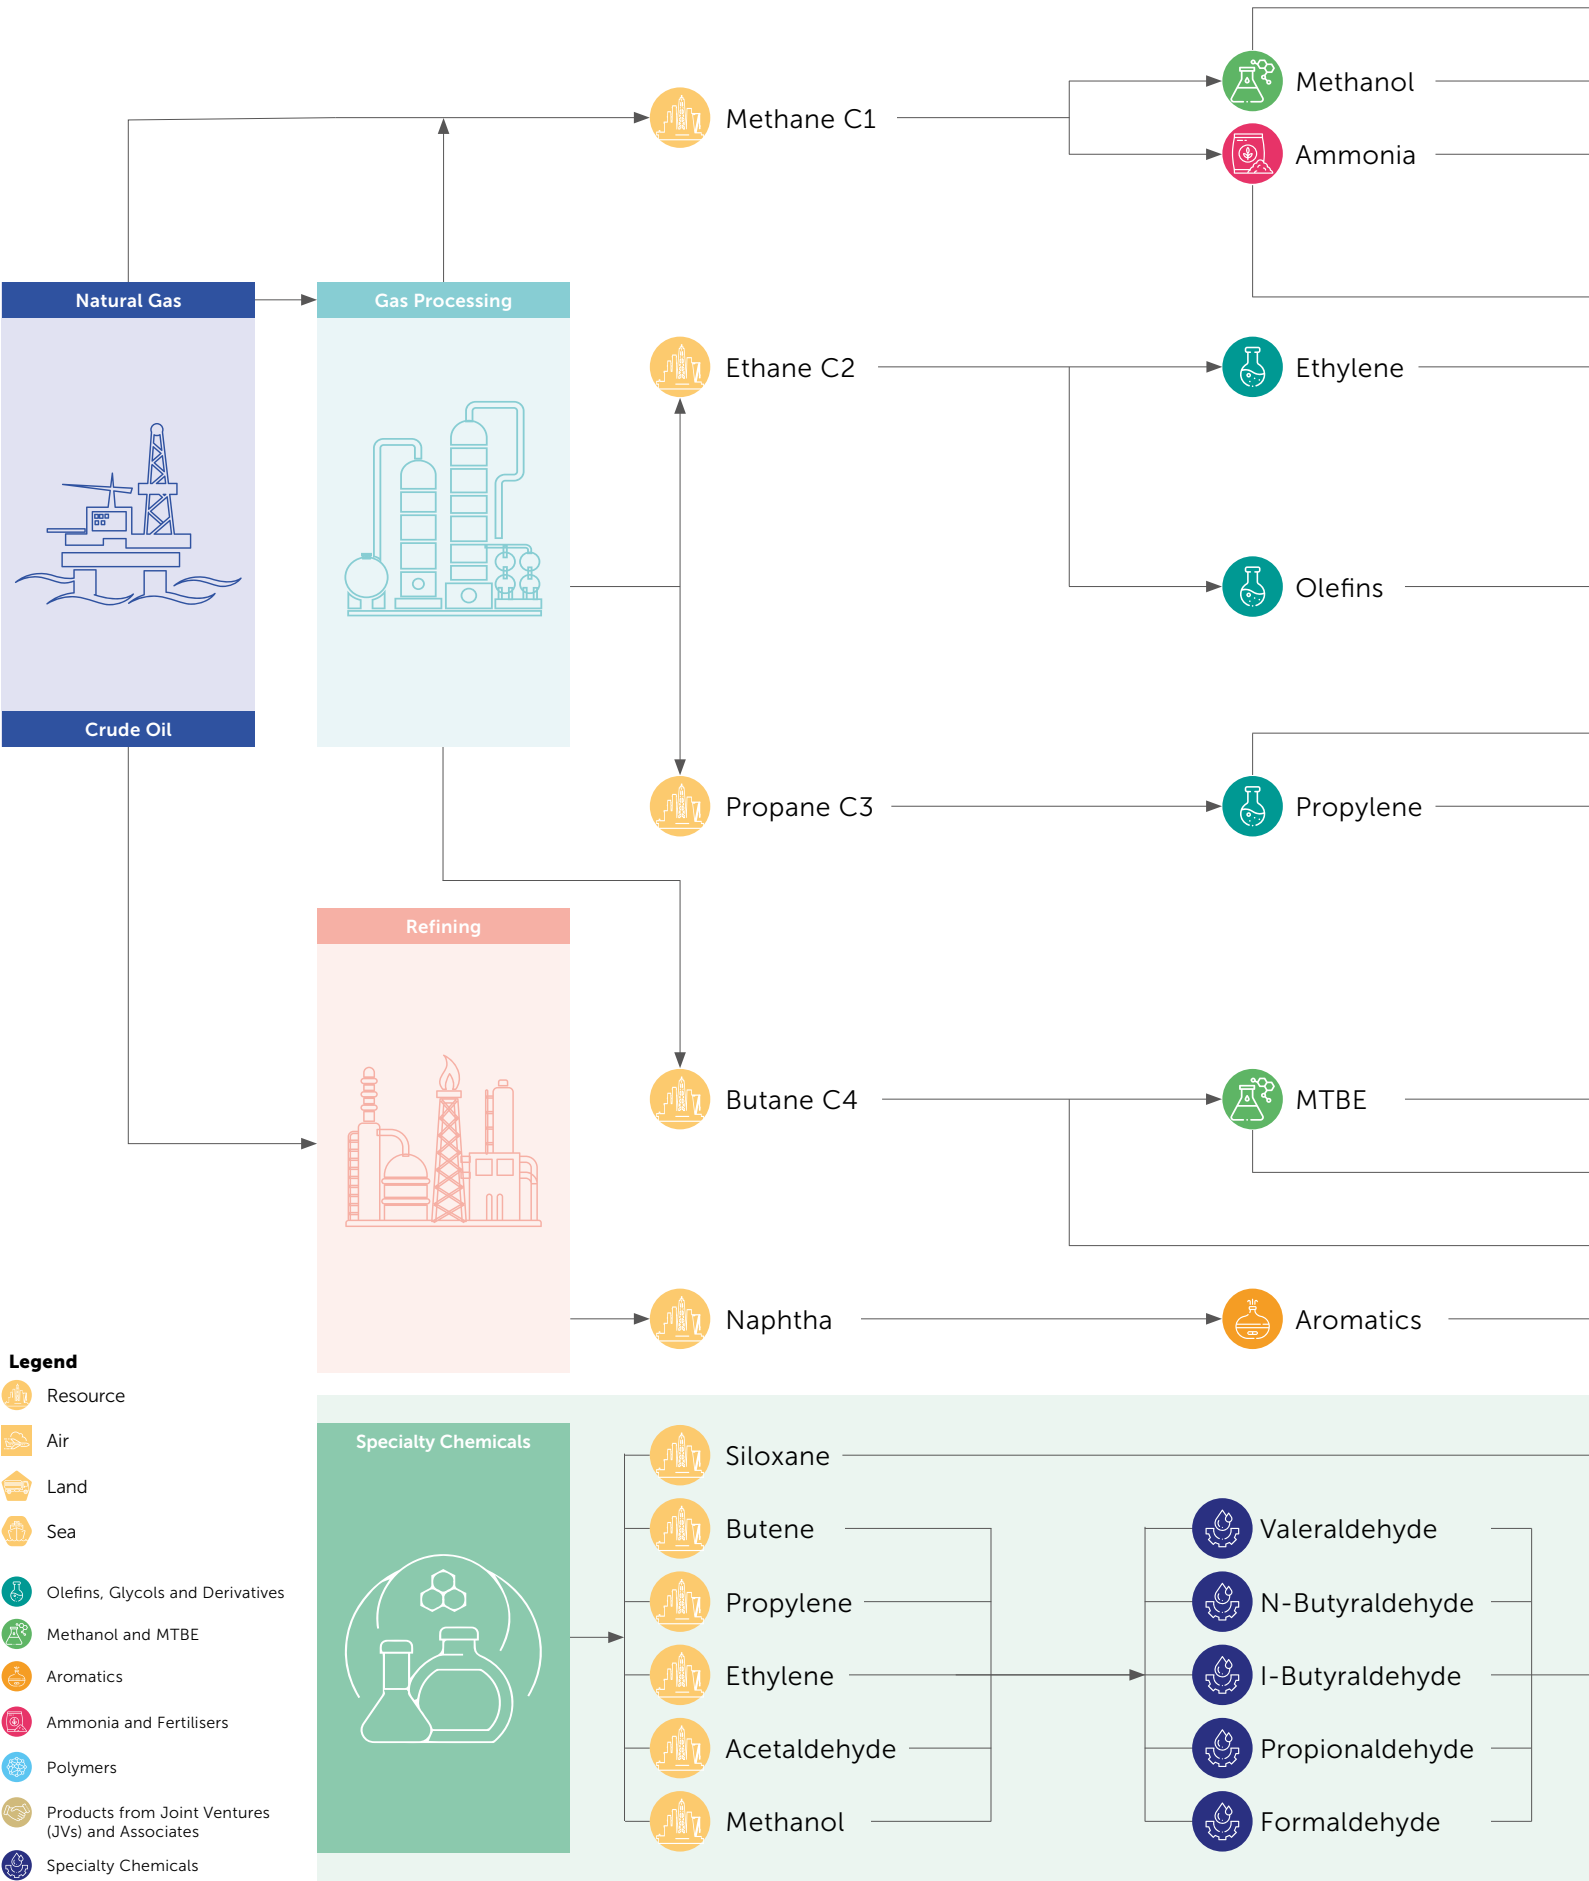 Methanol
Methane C1
Ammonia
Natural Gas
Gas Processing
Ethane C2
Ethylene
Olefins
Crude Oil
Propane C3
Propylene
Refining
Butane C4
MTBE
Naphtha
Aromatics
Legend
Resource
Air
Land
Sea
Olefins, Glycols and Derivatives
Methanol and MTBE
Aromatics
Ammonia and Fertilisers
Polymers
Products from Joint Ventures
(JVs) and Associates
Specialty Chemicals
Specialty Chemicals
Siloxane
Butene
Propylene
Ethylene
Acetaldehyde
Methanol
Valeraldehyde
N-Butyraldehyde
I-Butyraldehyde
Propionaldehyde
Formaldehyde